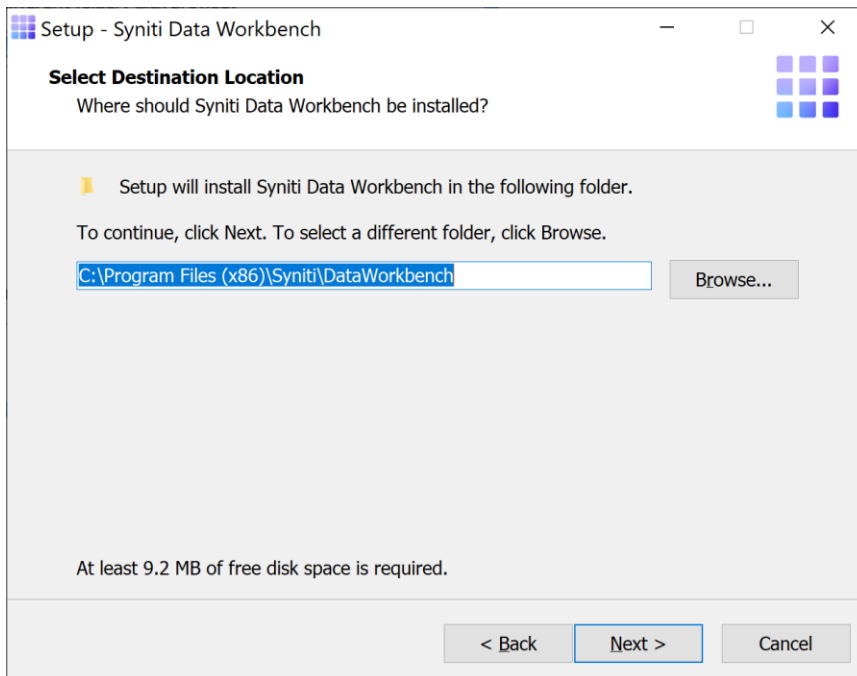 Setup - Syniti Data Workbench
Select Destination Location
Where should Syniti Data Workbench be installed?
Setup will install Syniti Data Workbench in the following folder.
To continue, click Next. To select a different folder, click Browse.
C:\Program Files (x86)\Syniti\DataWorkbench
Browse...
At least 9.2 MB of free disk space is required.
< Back
Next >
Cancel